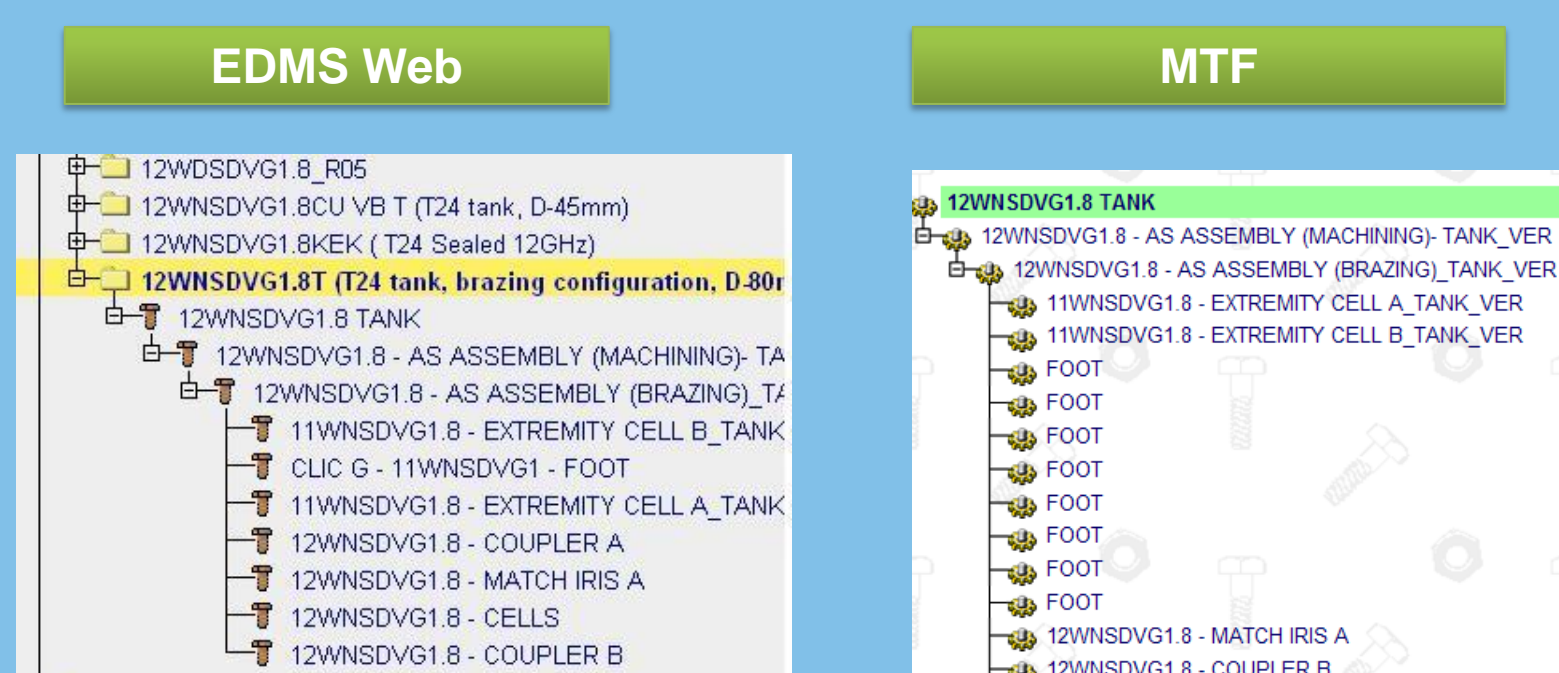 EDMS Web
12WDSDVG1.8_R05
12WNSDVG1.8CU VB T (T24 tank, D-45mm)
12WNSDVG1.8KEK ( T24 Sealed 12GHz)
12WNSDVG1.8T (T24 tank, brazing configuration, D-80
12WNSDVG1.8 TANK
12WNSDVG1.8 - AS ASSEMBLY (MACHINING)- TA
12WNSDVG1.8 - AS ASSEMBLY (BRAZING)_TA
11WNSDVG1.8 - EXTREMITY CELL B_TANK
CLIC G - 11WNSDVG1 - FOOT
11WNSDVG1.8 - EXTREMITY CELL A_TANK
12WNSDVG1.8 - COUPLER A
12WNSDVG1.8 - MATCH IRIS A
12WNSDVG1.8 - CELLS
12WNSDVG1.8 - COUPLER B
MTF
12WNSDVG1.8 TANK
12WNSDVG1.8 - AS ASSEMBLY (MACHINING)- TANK_VER
12WNSDVG1.8 - AS ASSEMBLY (BRAZING)_TANK_VER
11WNSDVG1.8 - EXTREMITY CELL A_TANK_VER
11WNSDVG1.8 - EXTREMITY CELL B_TANK_VER
FOOT
FOOT
FOOT
FOOT
FOOT
FOOT
FOOT
FOOT
12WNSDVG1.8 - MATCH IRIS A
12WNSDVG1.8 - COUPLER B